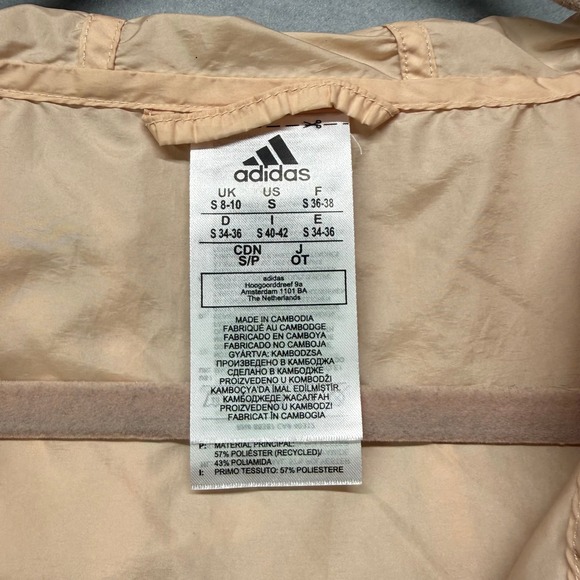 adidas
UK US F
S 8-10 S S 36-38
D I E
S 34-36 S 40-42 S 34-36
CDN J
S/P OT
adidas
Hoogoorddreef 9a
Amsterdam 1101 BA
The Netherlands
MADE IN CAMBODIA
FABRIQUÉ AU CAMBODGE
FABRICADO EN CAMBOYA
FABRICADO NO CAMBOJA
GYÁRTVA: KAMBODZSA
ПРОИЗВЕДЕНО В КАМБОДЖА
СДЕЛАНО В КАМБОДЖЕ
PROIZVEDENO U KOMBODŽI
KAMBOÇYA'DA İMAL EDİLMİŞTİR
КАМБОДЖЕДЕ ЖАСАЛҒАН
PROIZVEDENO U KAMBODŽI
FABRICAT ÎN CAMBOGIA
P: MATERIAL PRINCIPAL:
57% POLIÉSTER (RECYCLED)/
43% POLIAMIDA
I: PRIMO TESSUTO: 57% POLIESTERE